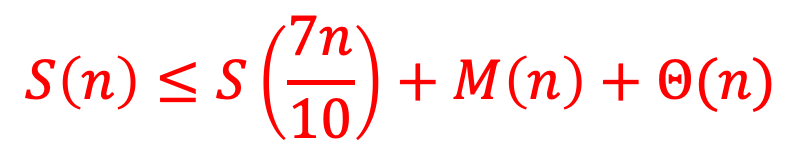 S(n) ≤ S(7n/10) + M(n) + Θ(n)